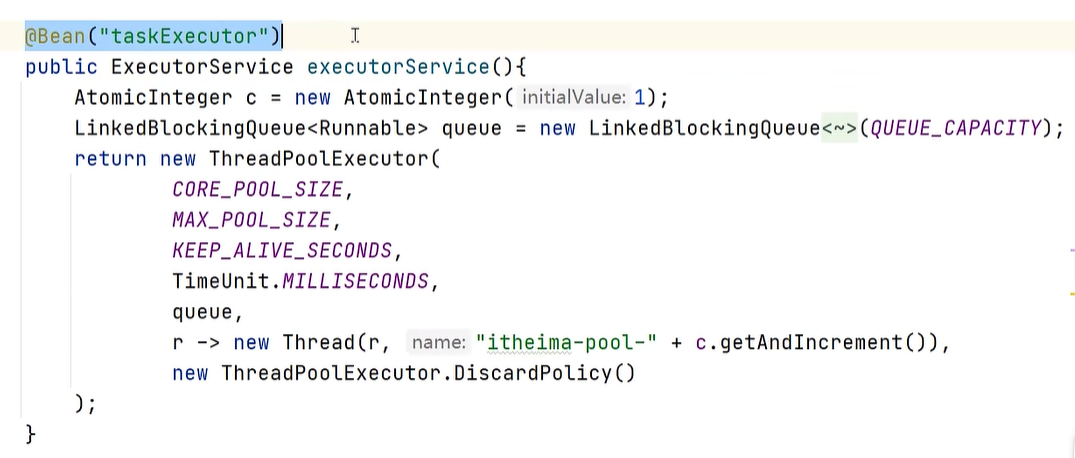 @Bean("taskExecutor")
public ExecutorService executorService(){
AtomicInteger c = new AtomicInteger( initialValue: 1);
LinkedBlockingQueue<Runnable> queue = new LinkedBlockingQueue<~>(QUEUE_CAPACITY);
return new ThreadPoolExecutor(
CORE_POOL_SIZE,
MAX_POOL_SIZE,
KEEP_ALIVE_SECONDS,
TimeUnit.MILLISECONDS,
queue,
r -> new Thread(r, name: "itheima-pool-" + c.getAndIncrement()),
new ThreadPoolExecutor.DiscardPolicy()
);
}